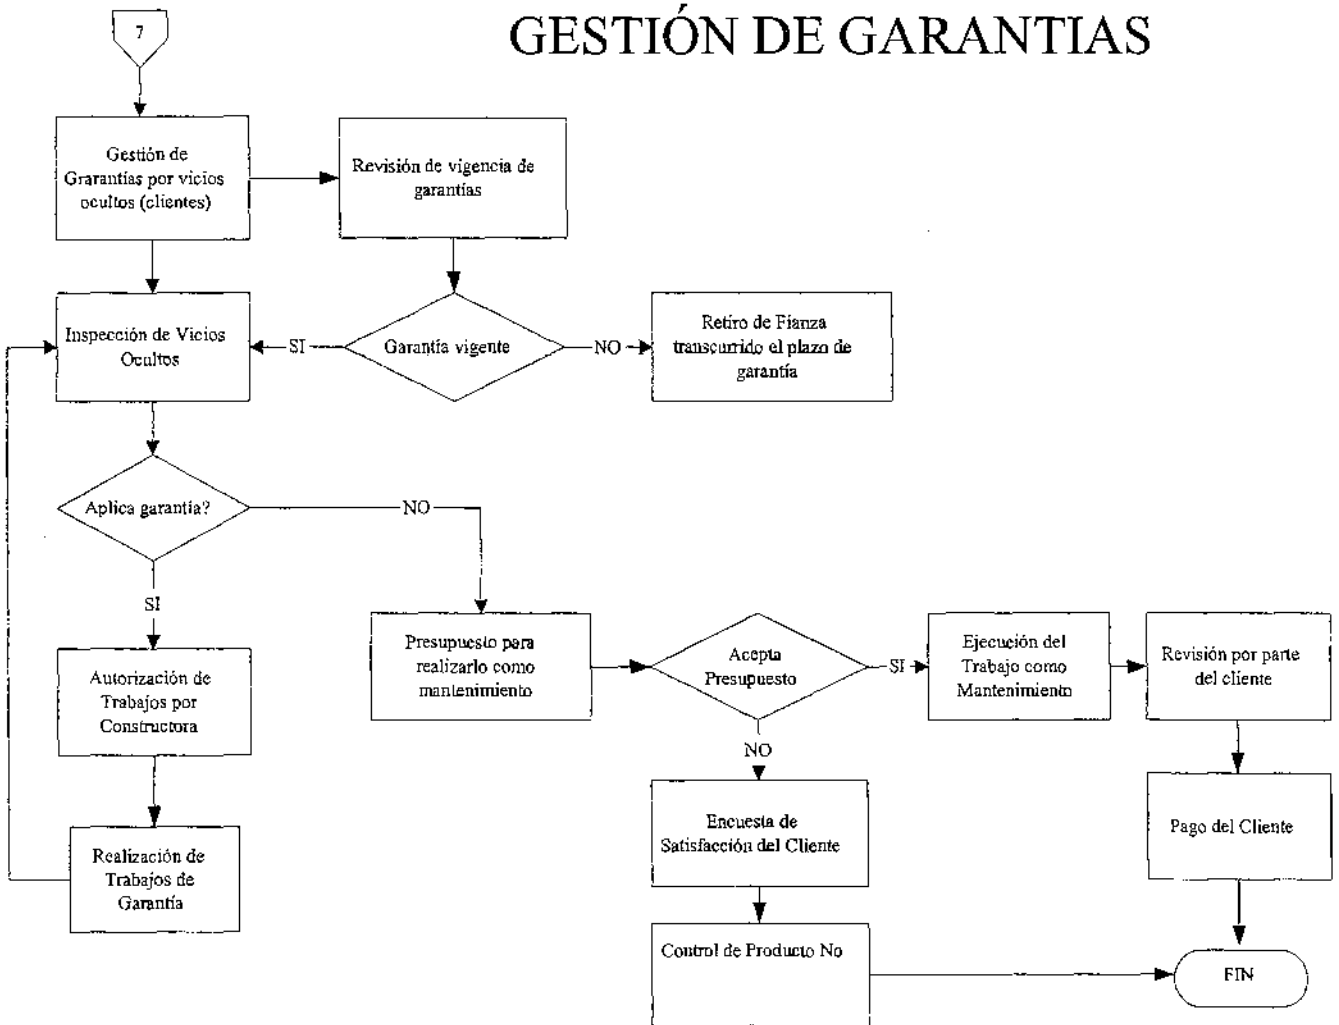 GESTIÓN DE GARANTIAS
7
Gestión de
Grarantías por vicios
ocultos (clientes)
Revisión de vigencia de
garantías
Inspección de Vicios
Ocultos
SI
Garantía vigente
NO
Retiro de Fianza
transcurrido el plazo de
garantía
Aplica garantía?
NO
SI
Presupuesto para
realizarlo como
mantenimiento
Acepta
Presupuesto
SI
Ejecución del
Trabajo como
Mantenimiento
Revisión por parte
del cliente
Autorización de
Trabajos por
Constructora
NO
Encuesta de
Satisfacción del Cliente
Pago del Cliente
Realización de
Trabajos de
Garantía
Control de Producto No
FIN